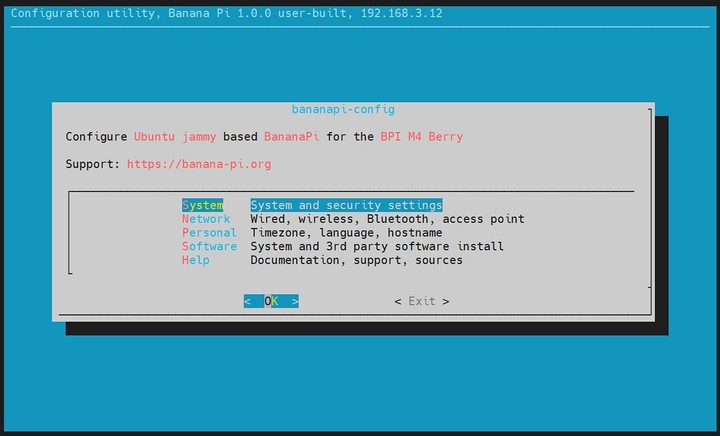 Configuration utility, Banana Pi 1.0.0 user-built, 192.168.3.12
bananapi-config
Configure Ubuntu jammy based BananaPi for the BPI M4 Berry
Support: https://banana-pi.org
System System and security settings
Network Wired, wireless, Bluetooth, access point
Personal Timezone, language, hostname
Software System and 3rd party software install
Help Documentation, support, sources
< OK > < Exit >